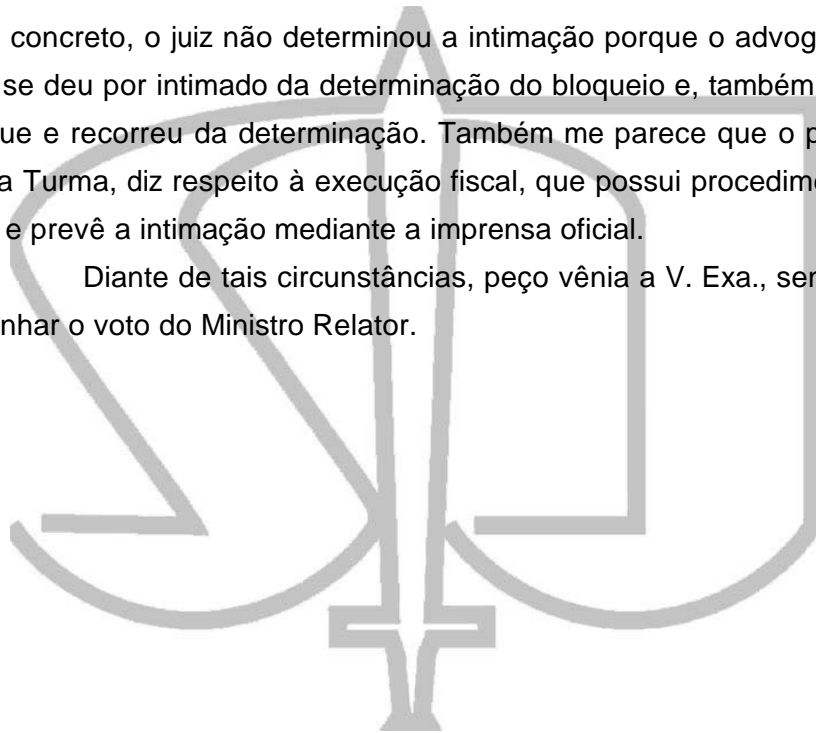 concreto, o juiz não determinou a intimação porque o advog
se deu por intimado da determinação do bloqueio e, também
que e recorreu da determinação. Também me parece que o p
a Turma, diz respeito à execução fiscal, que possui procedime
e prevê a intimação mediante a imprensa oficial.
Diante de tais circunstâncias, peço vênia a V. Exa., sen
nhar o voto do Ministro Relator.